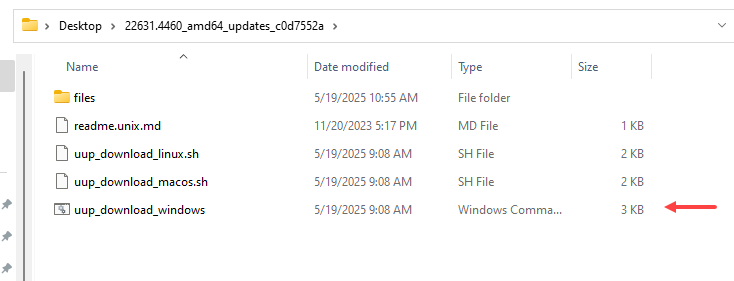 Desktop > 22631.4460_amd64_updates_c0d7552a >
Name Date modified Type Size
files 5/19/2025 10:55 AM File folder
readme.unix.md 11/20/2023 5:17 PM MD File 1 KB
uup_download_linux.sh 5/19/2025 9:08 AM SH File 2 KB
uup_download_macos.sh 5/19/2025 9:08 AM SH File 2 KB
uup_download_windows 5/19/2025 9:08 AM Windows Comma... 3 KB